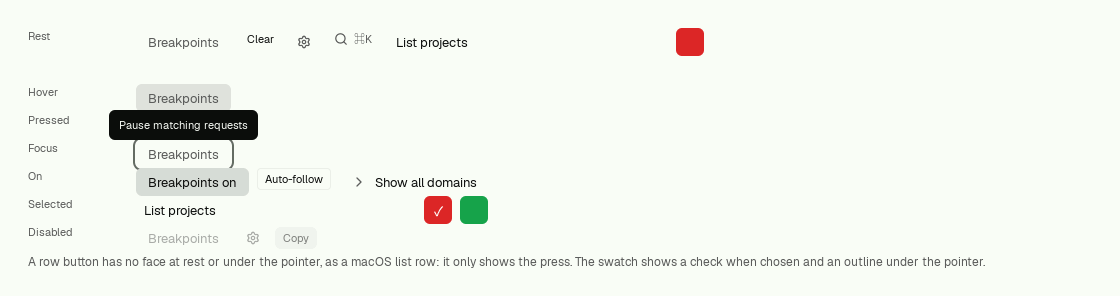 Rest Breakpoints Clear ⌘K List projects
Hover Breakpoints
Pressed Pause matching requests
Focus Breakpoints
On Breakpoints on Auto-follow Show all domains
Selected List projects ✓
Disabled Breakpoints Copy
A row button has no face at rest or under the pointer, as a macOS list row: it only shows the press. The swatch shows a check when chosen and an outline under the pointer.